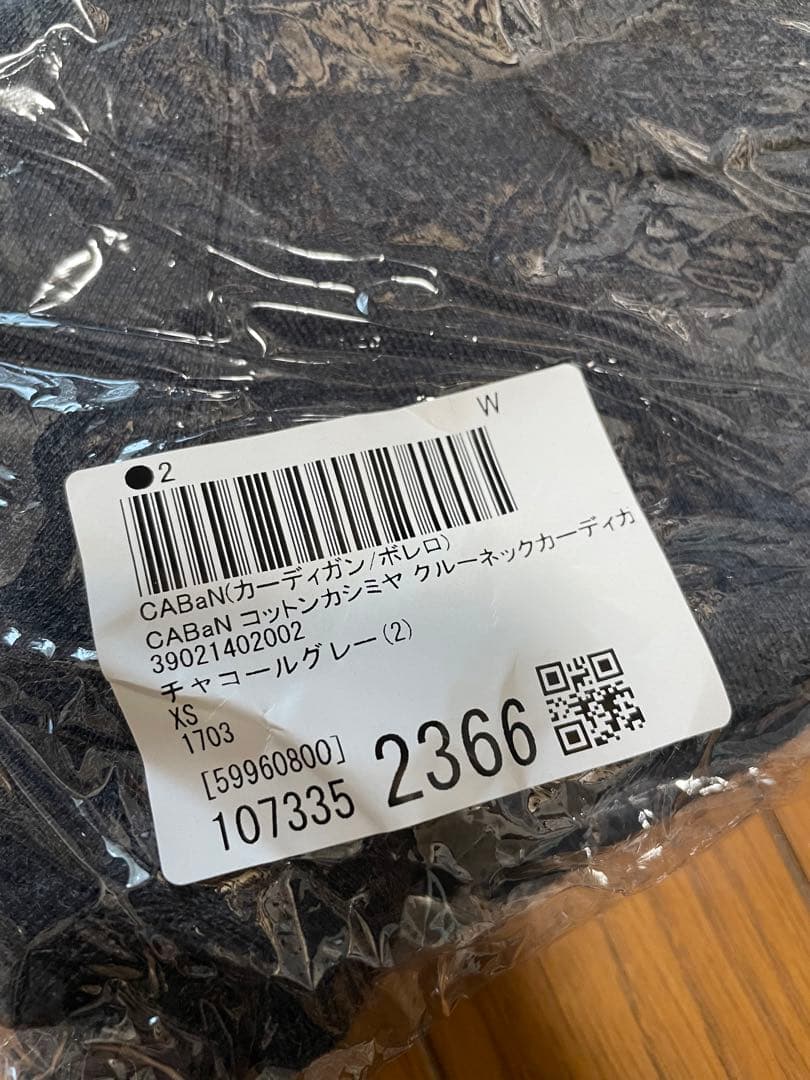 W
●2
CABaN(カーディガン/ボレロ)
CABaN コットンカシミヤ クルーネックカーディガ
39021402002
チャコールグレー(2)
XS
1703
[59960800]
107335 2366